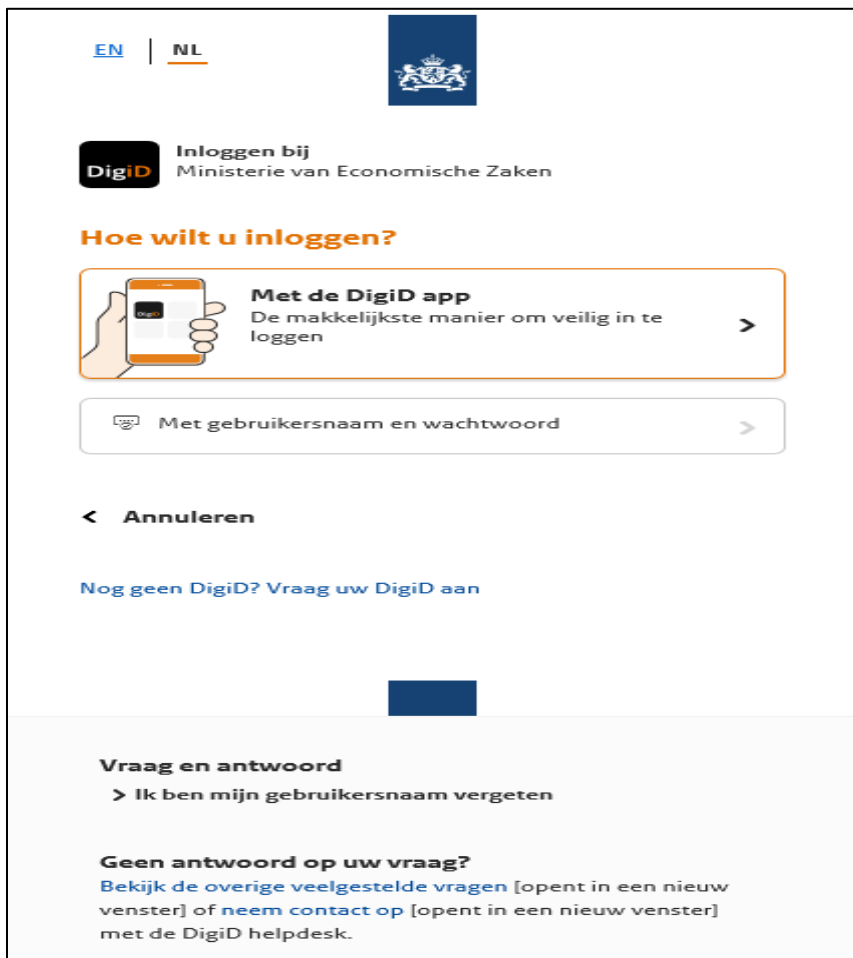 EN | NL
DigiD
Inloggen bij
Ministerie van Economische Zaken
Hoe wilt u inloggen?
DigiD
Met de DigiD app
De makkelijkste manier om veilig in te
loggen
Met gebruikersnaam en wachtwoord
Annuleren
Nog geen DigiD? Vraag uw DigiD aan
Vraag en antwoord
Ik ben mijn gebruikersnaam vergeten
Geen antwoord op uw vraag?
Bekijk de overige veelgestelde vragen [opent in een nieuw
venster] of neem contact op [opent in een nieuw venster]
met de DigiD helpdesk.